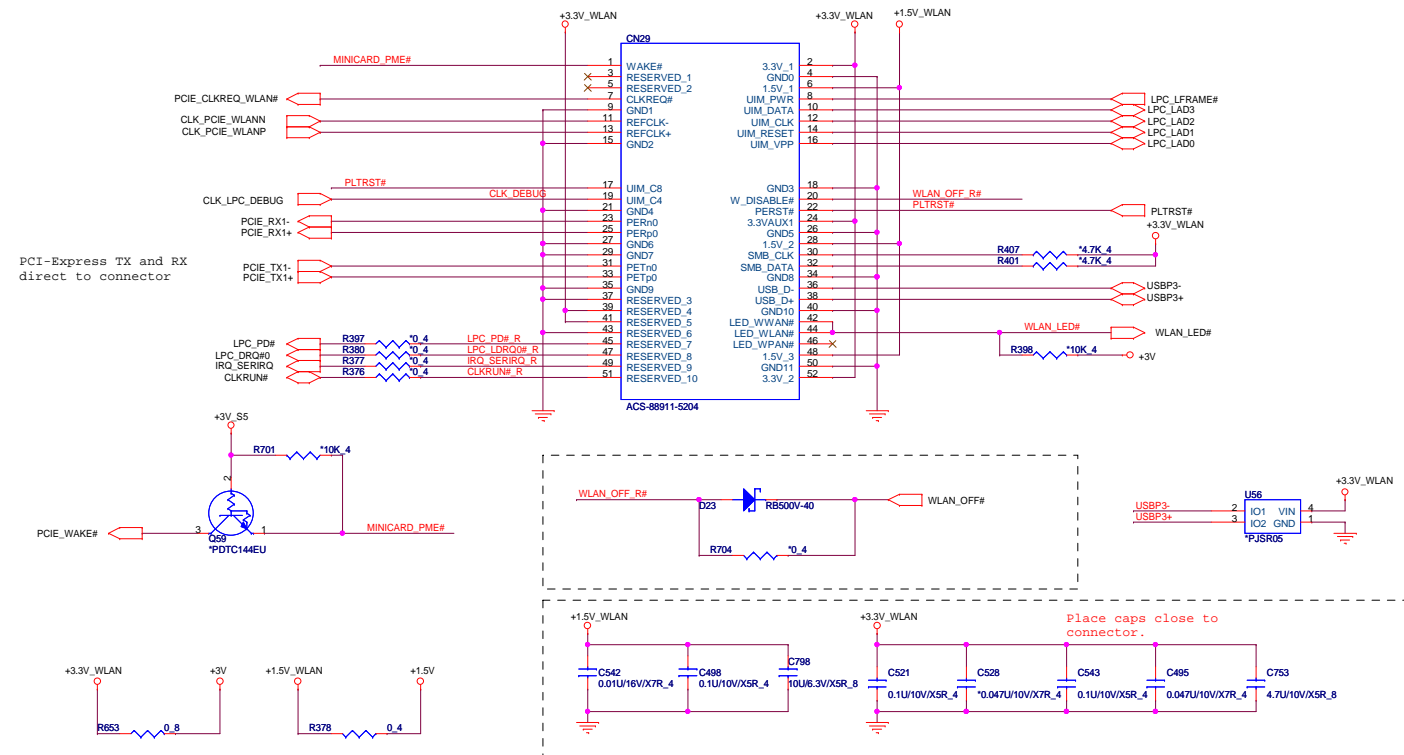 +3.3V_WLAN
+3.3V_WLAN
+1.5V_WLAN
CN29
MINICARD_PME#
1 WAKE# 3.3V_1 2
3 RESERVED_1 GND0 4
5 RESERVED_2 1.5V_1 6
PCIE_CLKREQ_WLAN# 7 CLKREQ# UIM_PWR 8 LPC_LFRAME#
9 GND1 UIM_DATA 10 LPC_LAD3
CLK_PCIE_WLANN 11 REFCLK- UIM_CLK 12 LPC_LAD2
CLK_PCIE_WLANP 13 REFCLK+ UIM_RESET 14 LPC_LAD1
15 GND2 UIM_VPP 16 LPC_LAD0
PLTRST# 17 UIM_C8 GND3 18
CLK_LPC_DEBUG CLK_DEBUG 19 UIM_C4 W_DISABLE# 20 WLAN_OFF_R#
21 GND4 PERST# 22 PLTRST# PLTRST#
PCIE_RX1- 23 PERn0 3.3VAUX1 24
PCIE_RX1+ 25 PERp0 GND5 26
+3.3V_WLAN
27 GND6 1.5V_2 28
29 GND7 SMB_CLK 30 R407 *4.7K_4
PCIE_TX1- 31 PETn0 SMB_DATA 32 R401 *4.7K_4
PCIE_TX1+ 33 PETp0 GND8 34
35 GND9 USB_D- 36 USBP3-
37 RESERVED_3 USB_D+ 38 USBP3+
39 RESERVED_4 GND10 40
41 RESERVED_5 LED_WWAN# 42
43 RESERVED_6 LED_WLAN# 44 WLAN_LED# WLAN_LED#
LPC_PD# R397 *0_4 LPC_PD#_R 45 RESERVED_7 LED_WPAN# 46
LPC_DRQ#0 R380 *0_4 LPC_LDRQ0#_R 47 RESERVED_8 1.5V_3 48 R398 *10K_4 +3V
IRQ_SERIRQ R377 *0_4 IRQ_SERIRQ_R 49 RESERVED_9 GND11 50
CLKRUN# R376 *0_4 CLKRUN#_R 51 RESERVED_10 3.3V_2 52
ACS-88911-5204
PCI-Express TX and RX
direct to connector
+3V_S5
R701 *10K_4
2
PCIE_WAKE# 3 1 MINICARD_PME#
Q59
*PDTC144EU
WLAN_OFF_R# WLAN_OFF#
D23 RB500V-40
R704 *0_4
+3.3V_WLAN
U56
USBP3- 2 IO1 VIN 4
USBP3+ 3 IO2 GND 1
*PJSR05
+1.5V_WLAN
C542
0.01U/16V/X7R_4
C498
0.1U/10V/X5R_4
C798
10U/6.3V/X5R_8
+3.3V_WLAN
Place caps close to
connector.
C521
0.1U/10V/X5R_4
C528
*0.047U/10V/X7R_4
C543
0.1U/10V/X5R_4
C495
0.047U/10V/X7R_4
C753
4.7U/10V/X5R_8
+3.3V_WLAN +3V
R653 0_8
+1.5V_WLAN +1.5V
R378 0_4